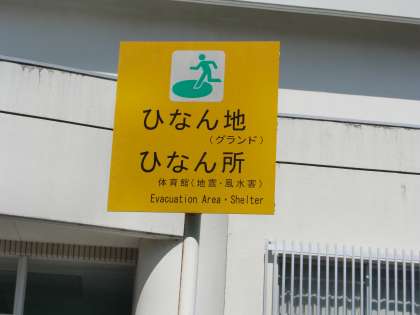 ひなん地
(グランド)
ひなん所
体育館(地震・風水害)
Evacuation Area・Shelter